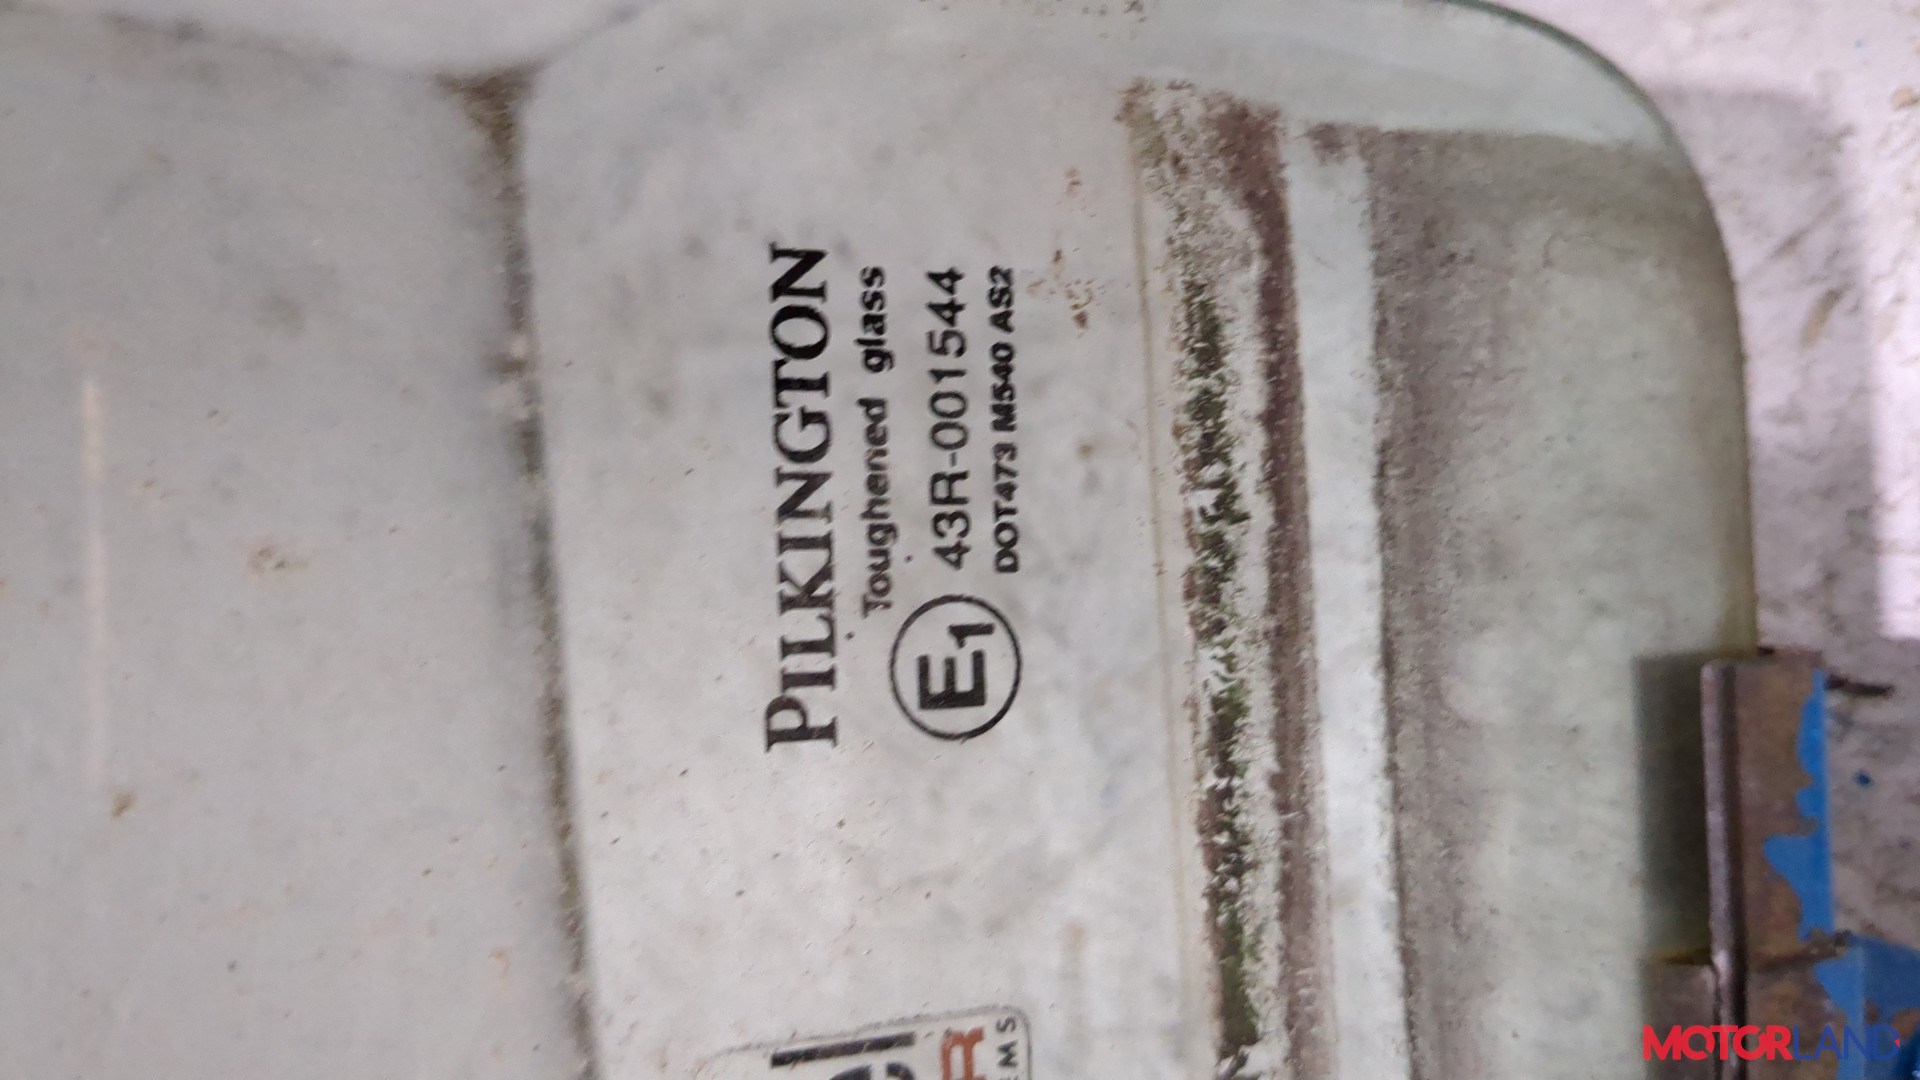 PILKINGTON
Toughened glass
E1 43R-001544
DOT473 M540 AS2
MOTORLAND